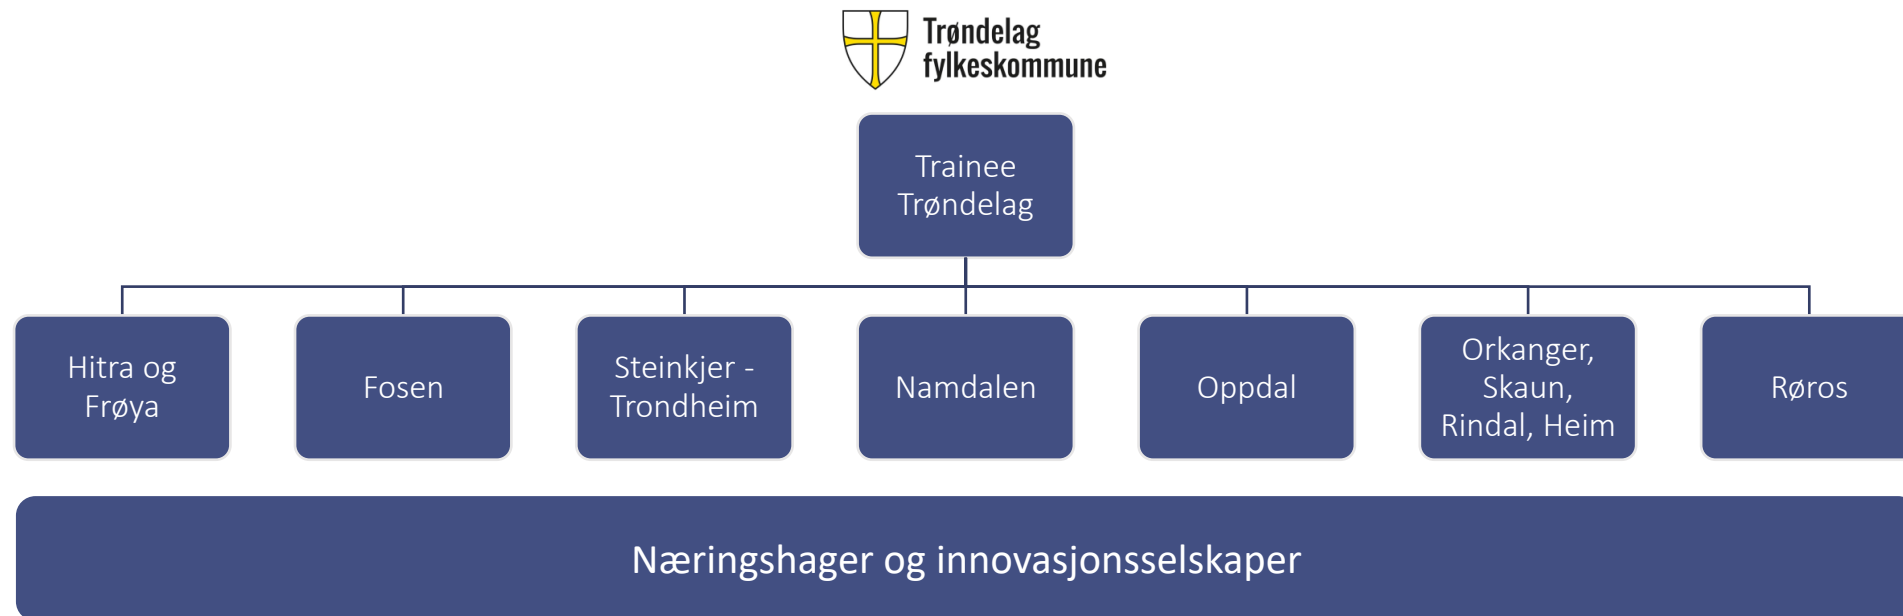 Trøndelag
fylkeskommune
Trainee
Trøndelag
Hitra og
Frøya
Fosen
Steinkjer -
Trondheim
Namdalen
Oppdal
Orkanger,
Skaun,
Rindal, Heim
Røros
Næringshager og innovasjonsselskaper